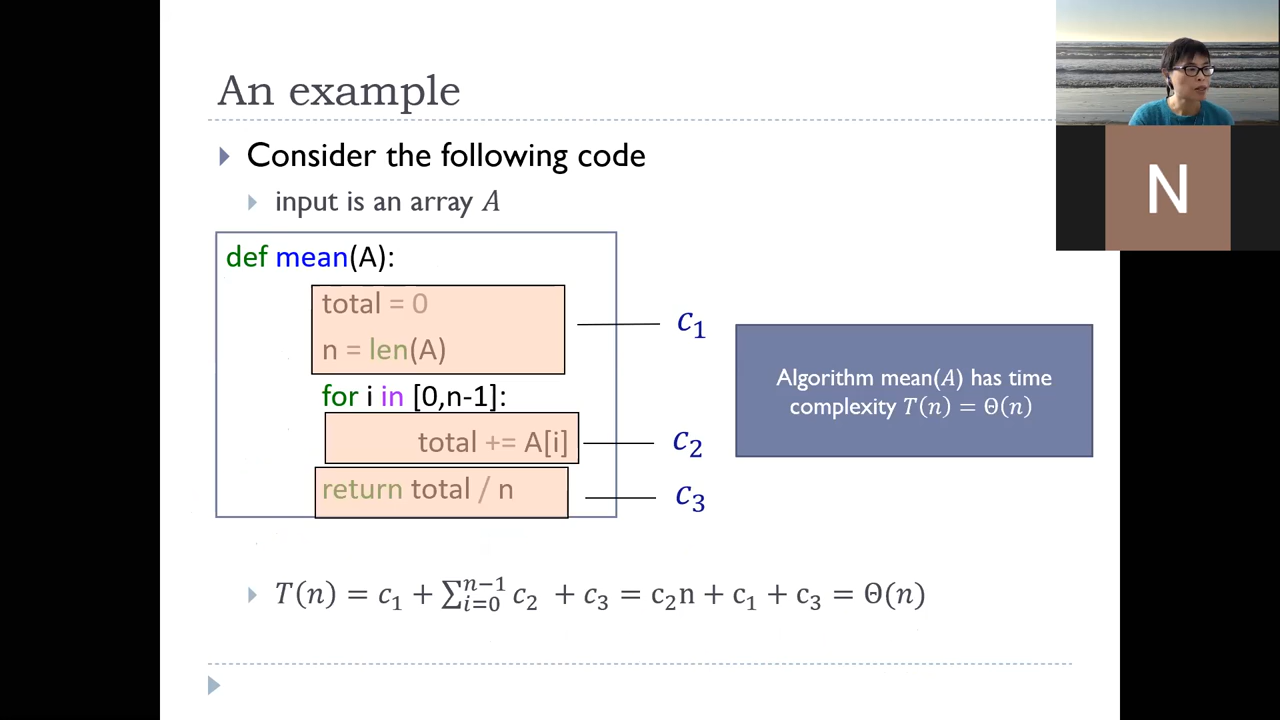 An example
Consider the following code
input is an array A
def mean(A):
total = 0
n = len(A)
for i in [0,n-1]:
total += A[i]
return total / n
c₁
c₂
c₃
Algorithm mean(A) has time
complexity T(n) = Θ(n)
T(n) = c₁ + ∑ⁿ⁻¹ᵢ₌₀ c₂ + c₃ = c₂n + c₁ + c₃ = Θ(n)
N